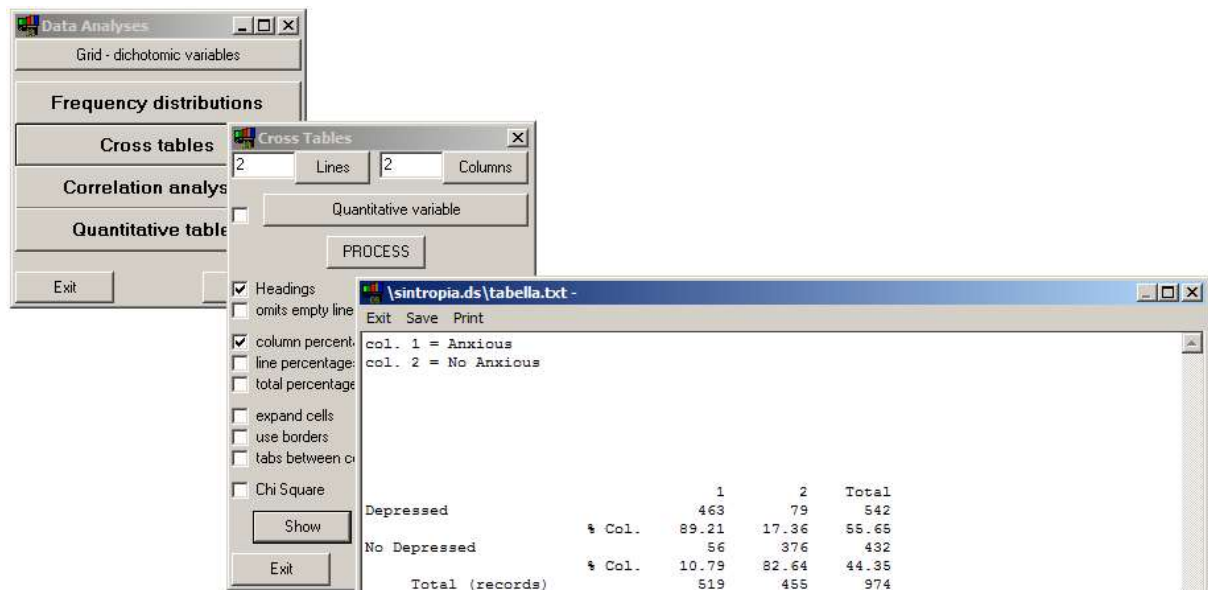 Data Analyses
Grid - dichotomic variables
Frequency distributions
Cross tables
Correlation analys
Quantitative table
Exit
Cross Tables
2 Lines 2 Columns
Quantitative variable
PROCESS
Headings
omits empty line
column percent
line percentage
total percentage
expand cells
use borders
tabs between c
Chi Square
Show
Exit
\sintropia.ds\tabella.txt -
Exit Save Print
col. 1 = Anxious
col. 2 = No Anxious
1 2 Total
Depressed 463 79 542
% Col. 89.21 17.36 55.65
No Depressed 56 376 432
% Col. 10.79 82.64 44.35
Total (records) 519 455 974